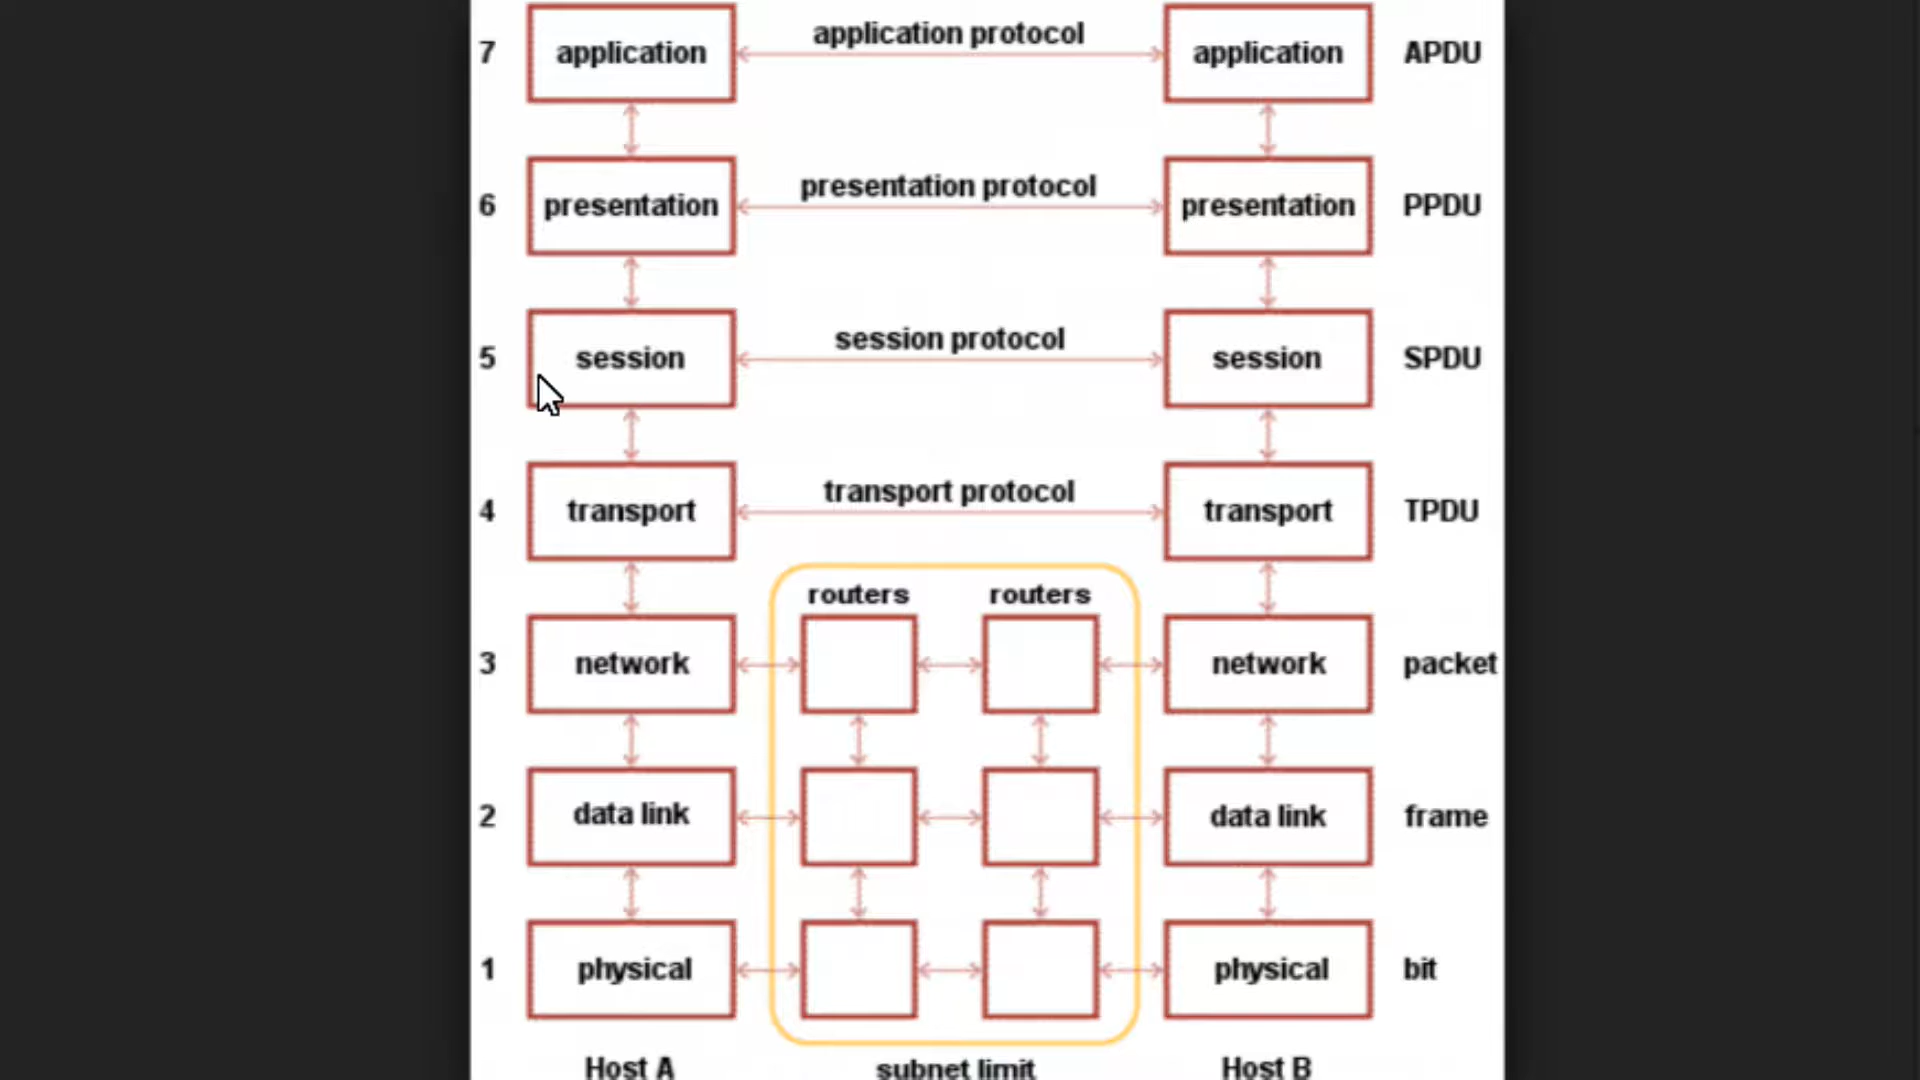 application protocol
7 application application APDU
presentation protocol
6 presentation presentation PPDU
session protocol
5 session session SPDU
transport protocol
4 transport transport TPDU
routers routers
3 network network packet
2 data link data link frame
1 physical physical bit
Host A subnet limit Host B